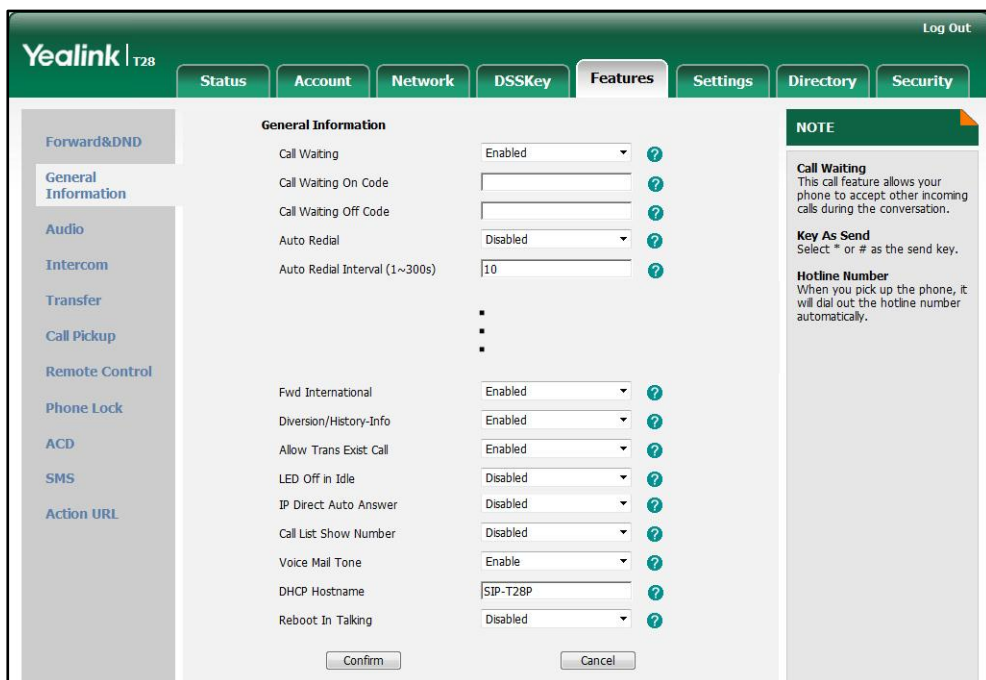 Log Out
Yealink | T28
Status Account Network DSSKey Features Settings Directory Security
Forward&DND
General
Information
Audio
Intercom
Transfer
Call Pickup
Remote Control
Phone Lock
ACD
SMS
Action URL
General Information
Call Waiting Enabled ?
Call Waiting On Code ?
Call Waiting Off Code ?
Auto Redial Disabled ?
Auto Redial Interval (1~300s) 10 ?
Fwd International Enabled ?
Diversion/History-Info Enabled ?
Allow Trans Exist Call Enabled ?
LED Off in Idle Disabled ?
IP Direct Auto Answer Disabled ?
Call List Show Number Disabled ?
Voice Mail Tone Enable ?
DHCP Hostname SIP-T28P ?
Reboot In Talking Disabled ?
Confirm Cancel
NOTE
Call Waiting
This call feature allows your
phone to accept other incoming
calls during the conversation.
Key As Send
Select * or # as the send key.
Hotline Number
When you pick up the phone, it
will dial out the hotline number
automatically.